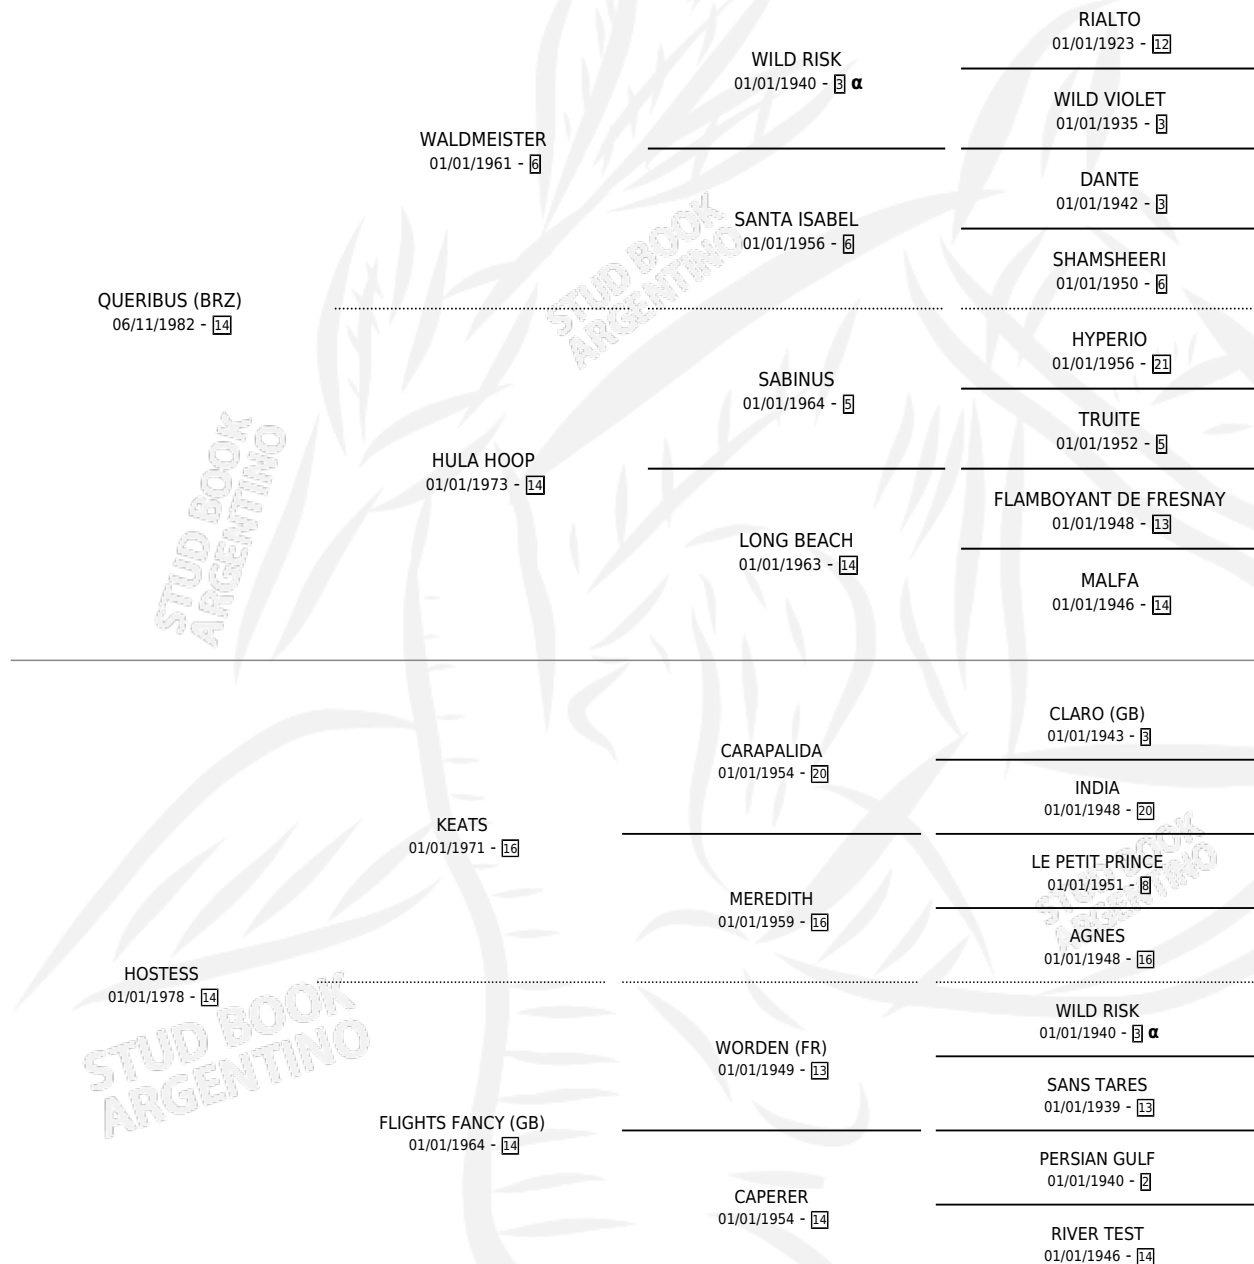 RIALTO
01/01/1923 - 12
WILD RISK
01/01/1940 - 3 α
WILD VIOLET
01/01/1935 - 3
WALDMEISTER
01/01/1961 - 6
DANTE
01/01/1942 - 3
SANTA ISABEL
01/01/1956 - 6
SHAMSHEERI
01/01/1950 - 6
STUD BOOK
ARGENTINO
QUERIBUS (BRZ)
06/11/1982 - 14
HYPERIO
01/01/1956 - 21
SABINUS
01/01/1964 - 5
TRUITE
01/01/1952 - 5
HULA HOOP
01/01/1973 - 14
FLAMBOYANT DE FRESNAY
01/01/1948 - 13
LONG BEACH
01/01/1963 - 14
MALFA
01/01/1946 - 14
STUD BOOK
ARGENTINO
CLARO (GB)
01/01/1943 - 3
CARAPALIDA
01/01/1954 - 20
INDIA
01/01/1948 - 20
KEATS
01/01/1971 - 16
LE PETIT PRINCE
01/01/1951 - 8
MEREDITH
01/01/1959 - 16
AGNES
01/01/1948 - 16
STUD BOOK
ARGENTINO
HOSTESS
01/01/1978 - 14
WILD RISK
01/01/1940 - 3 α
WORDEN (FR)
01/01/1949 - 13
SANS TARES
01/01/1939 - 13
FLIGHTS FANCY (GB)
01/01/1964 - 14
PERSIAN GULF
01/01/1940 - 2
CAPERER
01/01/1954 - 14
RIVER TEST
01/01/1946 - 14
STUD BOOK
ARGENTINO